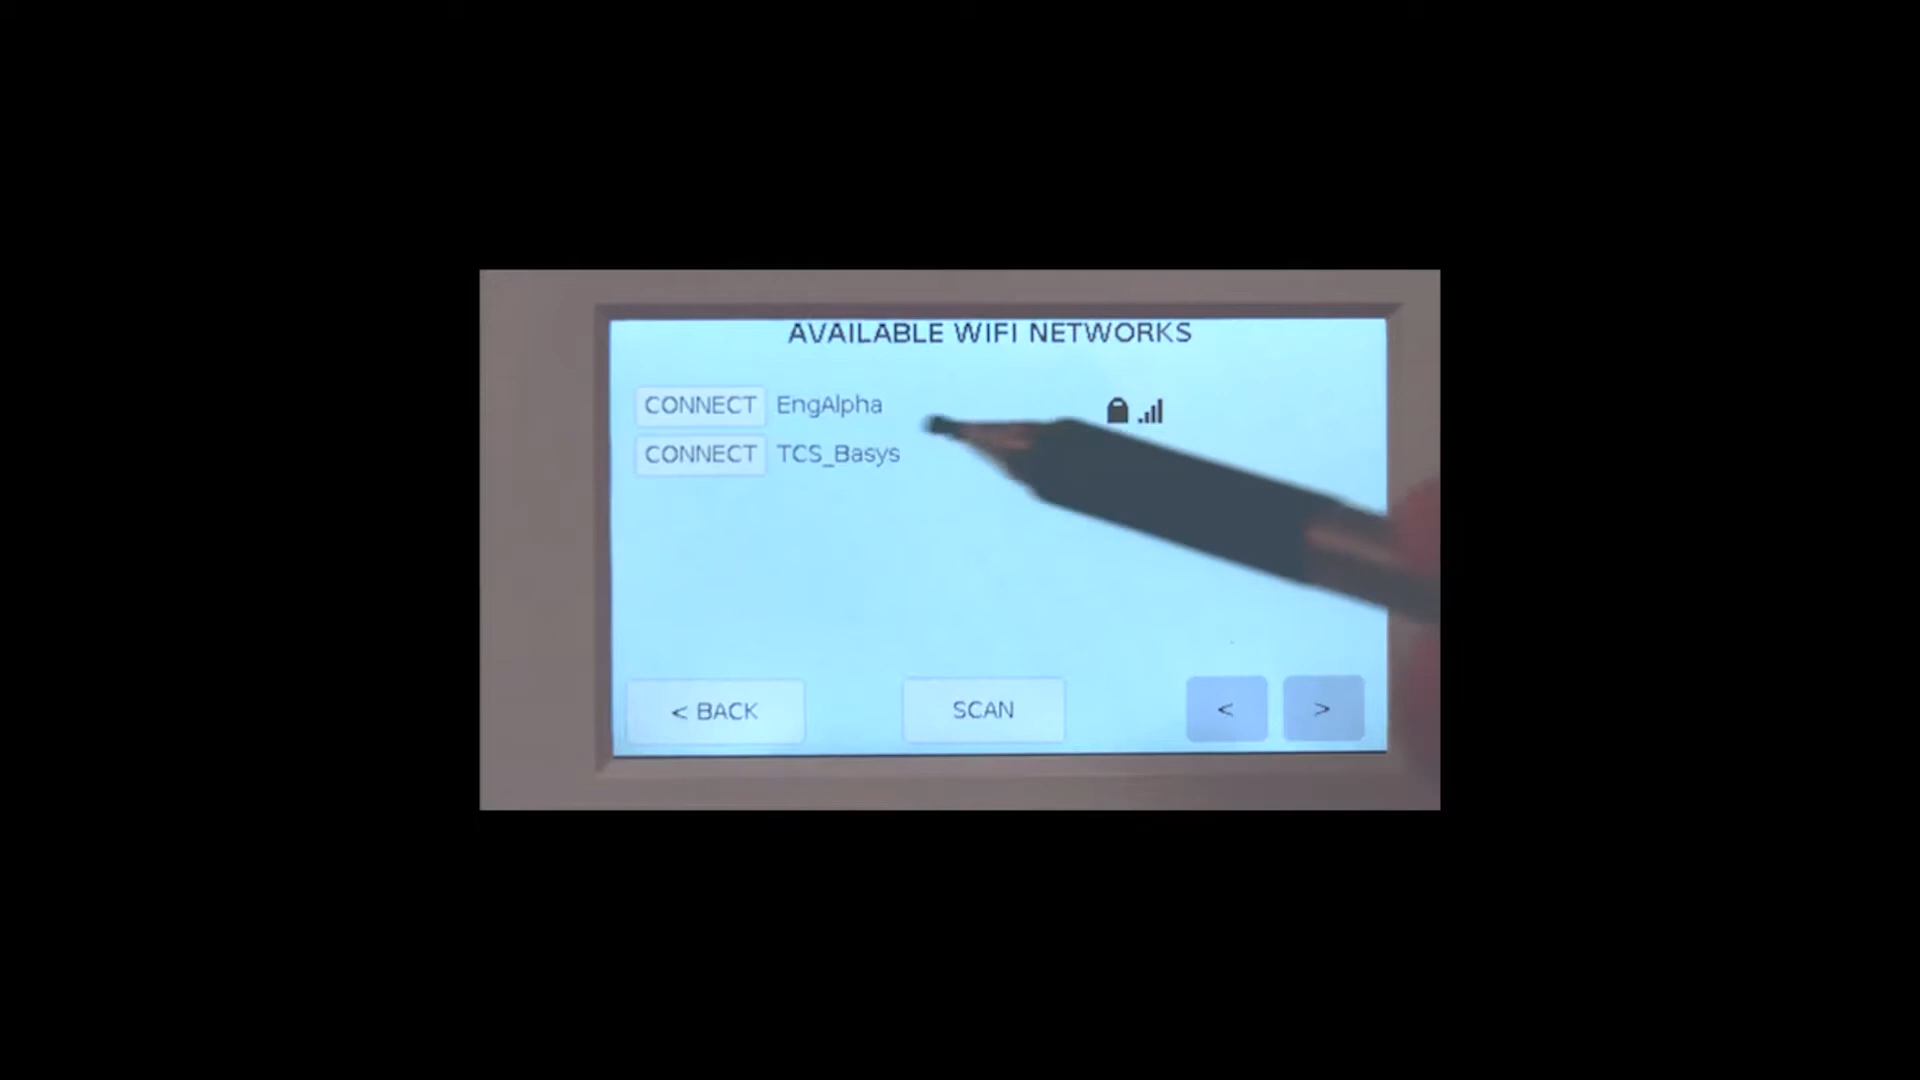 AVAILABLE WIFI NETWORKS
CONNECT EngAlpha
CONNECT TCS_Basys
< BACK SCAN < >